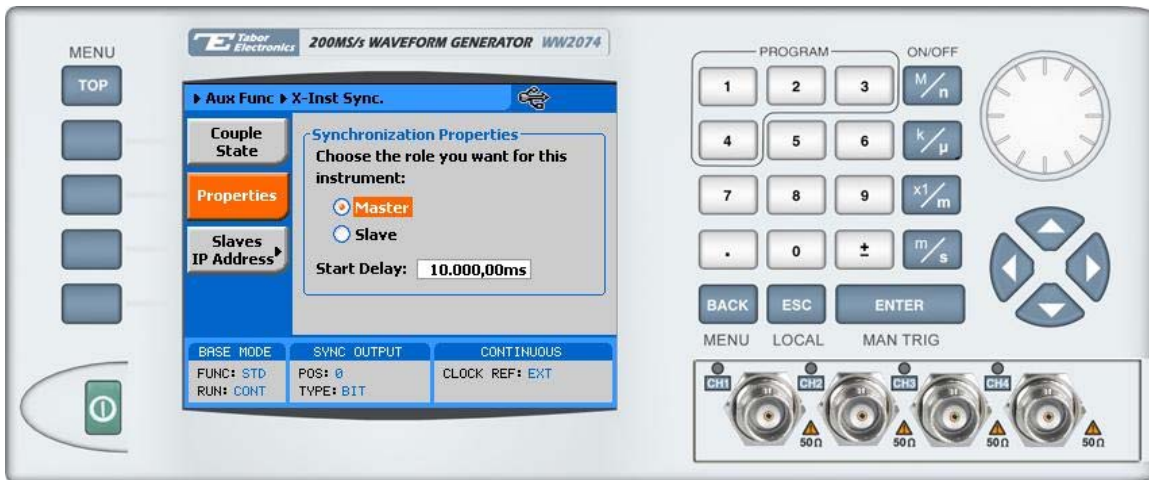 MENU
TOP
Tabor Electronics 200MS/s WAVEFORM GENERATOR WW2074
Aux Func X-Inst Sync.
Couple State
Properties
Slaves IP Address
Synchronization Properties
Choose the role you want for this
instrument:
Master
Slave
Start Delay: 10.000,00ms
BASE MODE SYNC OUTPUT CONTINUOUS
FUNC: STD POS: 0 CLOCK REF: EXT
RUN: CONT TYPE: BIT
PROGRAM ON/OFF
1 2 3 M/n
4 5 6 k/µ
7 8 9 x1/m
. 0 ± m/s
BACK ESC ENTER
MENU LOCAL MAN TRIG
CH1 CH2 CH3 CH4
50Ω 50Ω 50Ω 50Ω